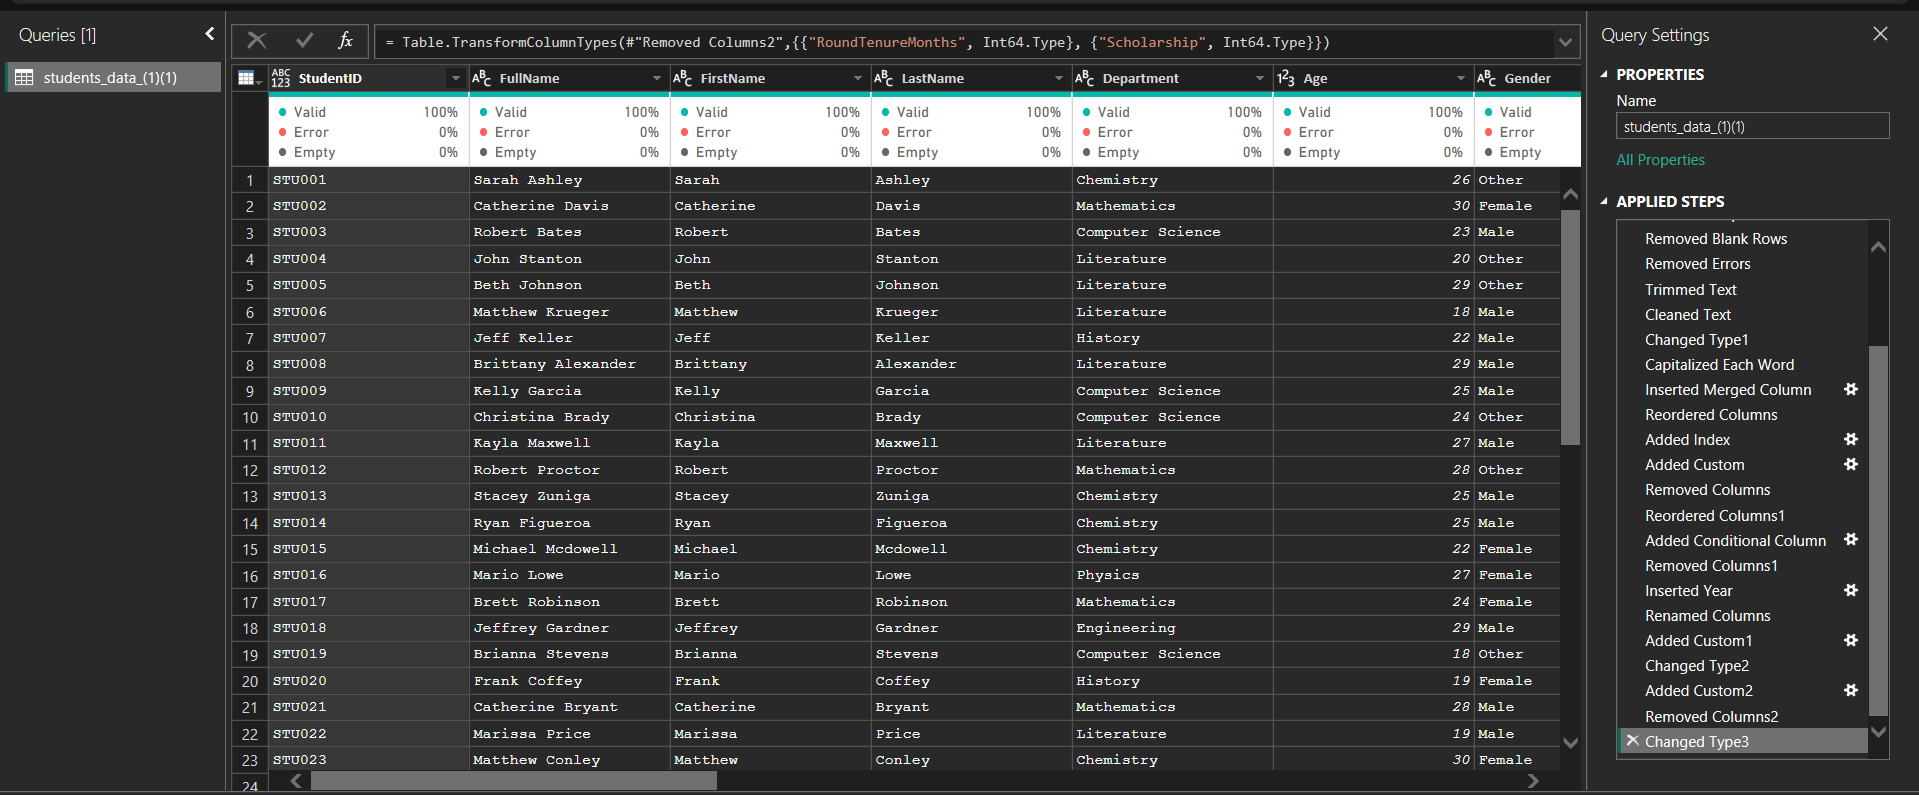 Queries [1]
students_data_(1)(1)
fx = Table.TransformColumnTypes(#"Removed Columns2",{{"RoundTenureMonths", Int64.Type}, {"Scholarship", Int64.Type}})
ABC 123 StudentID ABC FullName ABC FirstName ABC LastName ABC Department 123 Age ABC Gender
Valid 100% Valid 100% Valid 100% Valid 100% Valid 100% Valid 100% Valid
Error 0% Error 0% Error 0% Error 0% Error 0% Error 0% Error
Empty 0% Empty 0% Empty 0% Empty 0% Empty 0% Empty 0% Empty
1 STU001 Sarah Ashley Sarah Ashley Chemistry 26 Other
2 STU002 Catherine Davis Catherine Davis Mathematics 30 Female
3 STU003 Robert Bates Robert Bates Computer Science 23 Male
4 STU004 John Stanton John Stanton Literature 20 Other
5 STU005 Beth Johnson Beth Johnson Literature 29 Other
6 STU006 Matthew Krueger Matthew Krueger Literature 18 Male
7 STU007 Jeff Keller Jeff Keller History 22 Male
8 STU008 Brittany Alexander Brittany Alexander Literature 29 Male
9 STU009 Kelly Garcia Kelly Garcia Computer Science 25 Male
10 STU010 Christina Brady Christina Brady Computer Science 24 Other
11 STU011 Kayla Maxwell Kayla Maxwell Literature 27 Male
12 STU012 Robert Proctor Robert Proctor Mathematics 28 Other
13 STU013 Stacey Zuniga Stacey Zuniga Chemistry 25 Male
14 STU014 Ryan Figueroa Ryan Figueroa Chemistry 25 Male
15 STU015 Michael Mcdowell Michael Mcdowell Chemistry 22 Female
16 STU016 Mario Lowe Mario Lowe Physics 27 Female
17 STU017 Brett Robinson Brett Robinson Mathematics 24 Female
18 STU018 Jeffrey Gardner Jeffrey Gardner Engineering 29 Male
19 STU019 Brianna Stevens Brianna Stevens Computer Science 18 Other
20 STU020 Frank Coffey Frank Coffey History 19 Female
21 STU021 Catherine Bryant Catherine Bryant Mathematics 28 Male
22 STU022 Marissa Price Marissa Price Literature 19 Male
23 STU023 Matthew Conley Matthew Conley Chemistry 30 Female
24
Query Settings
PROPERTIES
Name
students_data_(1)(1)
All Properties
APPLIED STEPS
Removed Blank Rows
Removed Errors
Trimmed Text
Cleaned Text
Changed Type1
Capitalized Each Word
Inserted Merged Column
Reordered Columns
Added Index
Added Custom
Removed Columns
Reordered Columns1
Added Conditional Column
Removed Columns1
Inserted Year
Renamed Columns
Added Custom1
Changed Type2
Added Custom2
Removed Columns2
Changed Type3